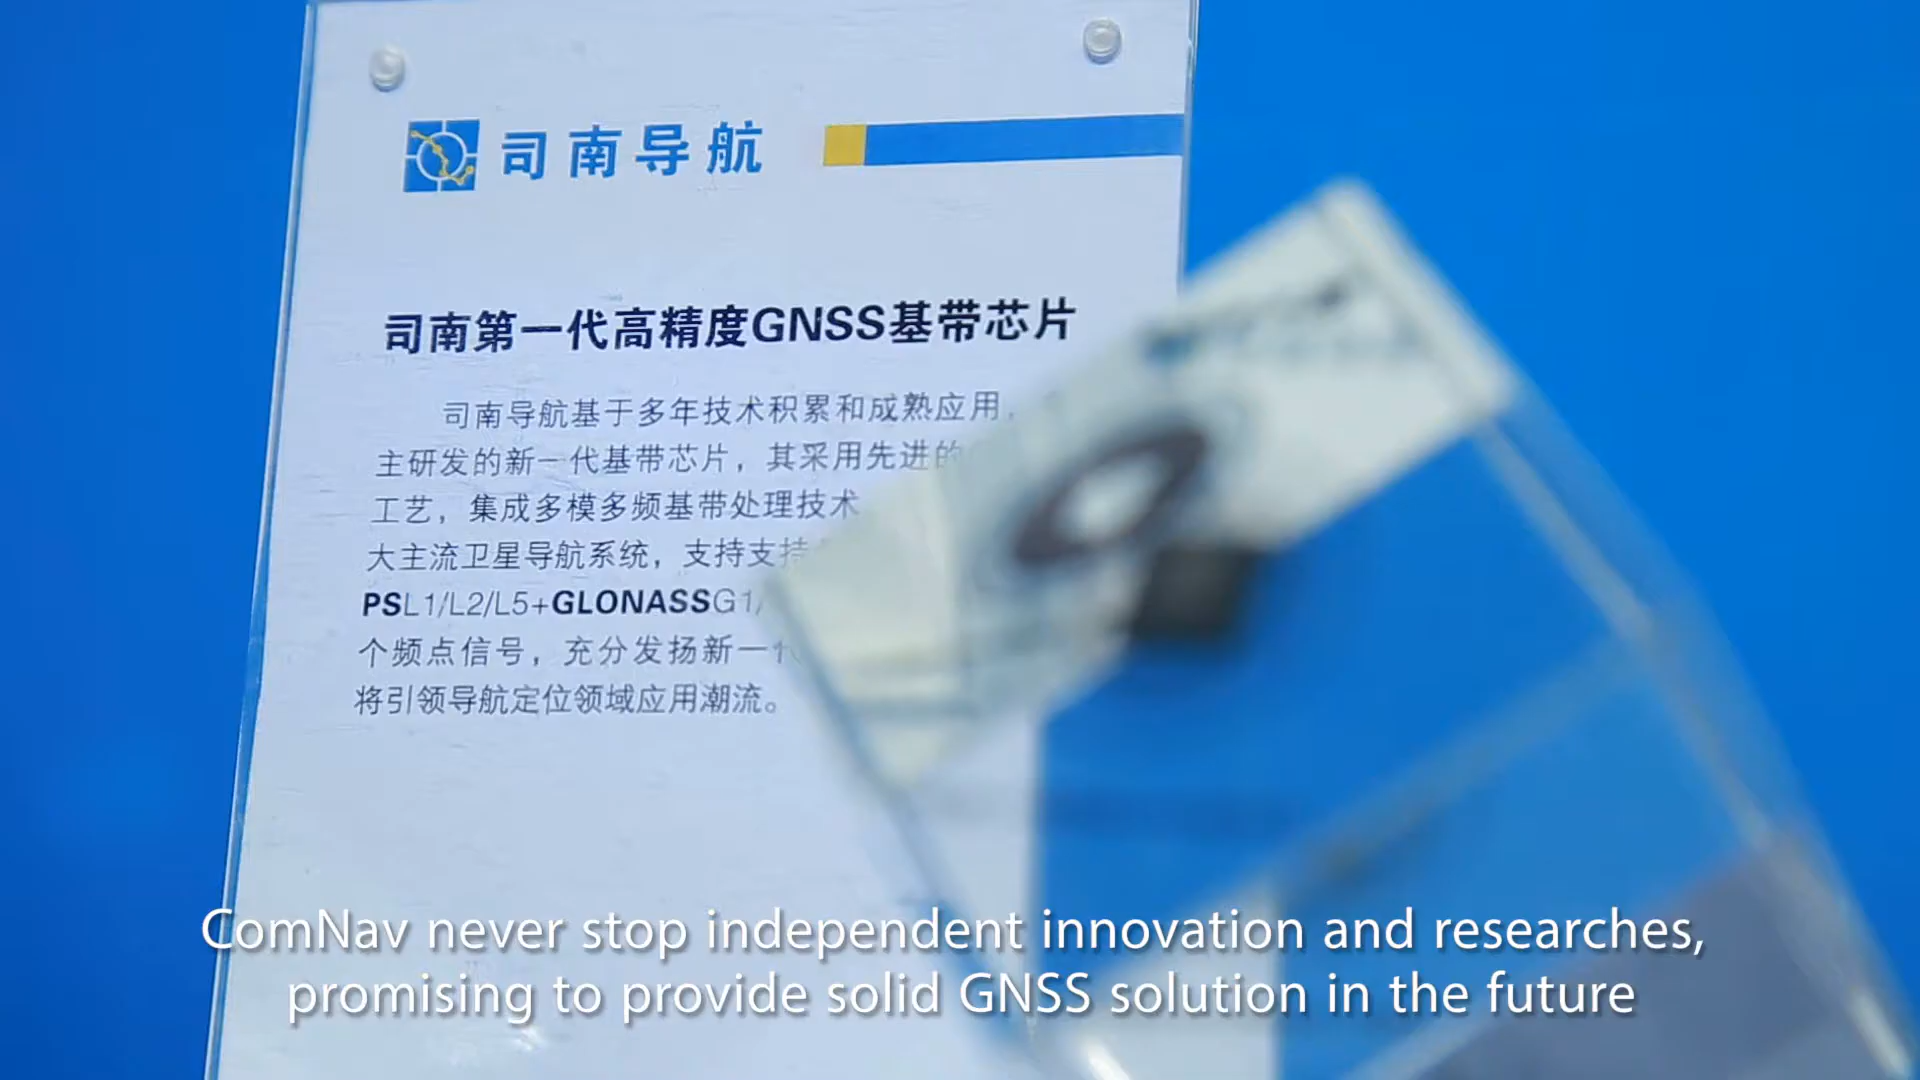 司南导航
司南第一代高精度GNSS基带芯片
司南导航基于多年技术积累和成熟应用，
主研发的新一代基带芯片，其采用先进的
工艺，集成多模多频基带处理技术
大主流卫星导航系统，支持支持
PSL1/L2/L5+GLONASSG1/
个频点信号，充分发扬新一代
将引领导航定位领域应用潮流。
ComNav never stop independent innovation and researches,
promising to provide solid GNSS solution in the future